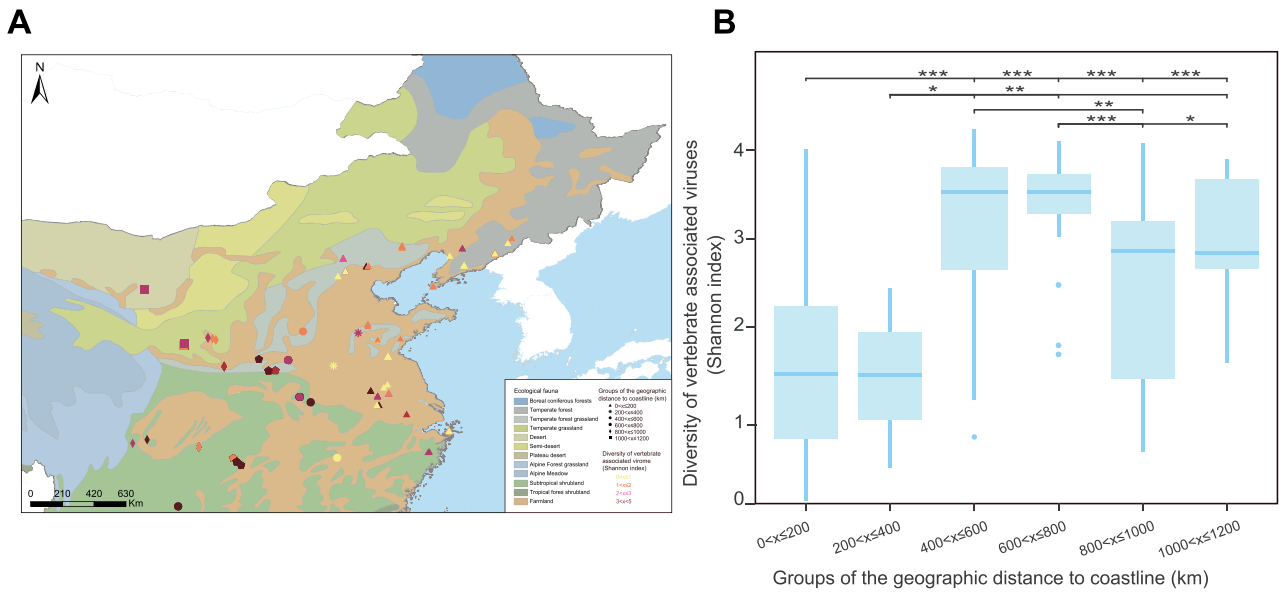 A
N
0 210 420 630
Km
Ecological fauna
Boreal coniferous forests
Temperate forest
Temperate forest grassland
Temperate grassland
Desert
Semi-desert
Plateau desert
Alpine Forest grassland
Alpine Meadow
Subtropical shrubland
Tropical fores shrubland
Farmland
Groups of the geographic
distance to coastline (km)
0<x≤200
200<x≤400
400<x≤600
600<x≤800
800<x≤1000
1000<x≤1200
Diversity of vertebrate
associated virome
(Shannon index)
1<x≤2
2<x≤3
3<x<5
B
*** *** *** ***
* **
**
*** *
Diversity of vertebrate associated viruses
(Shannon index)
4
3
2
1
0
0<x≤200
200<x≤400
400<x≤600
600<x≤800
800<x≤1000
1000<x≤1200
Groups of the geographic distance to coastline (km)